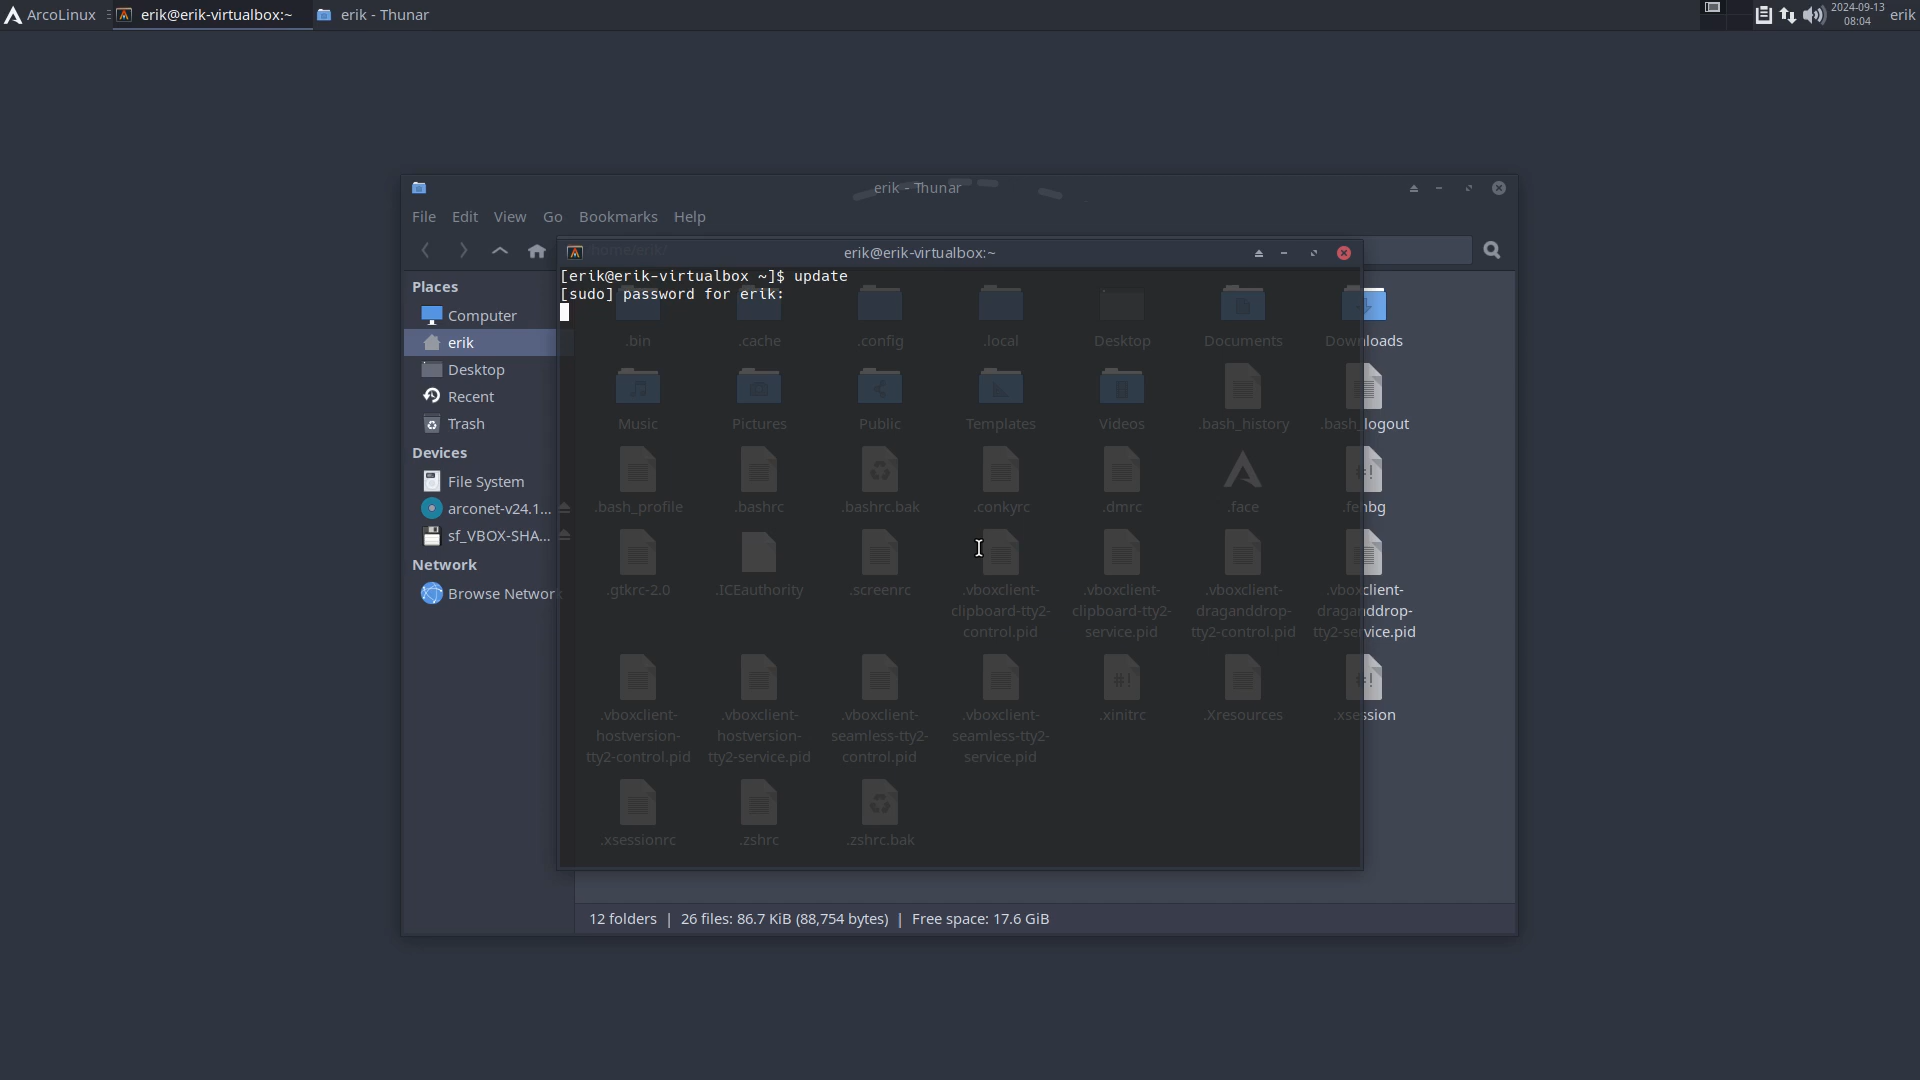 ArcoLinux
erik@erik-virtualbox:~
erik - Thunar
2024-09-13
08:04
erik
erik - Thunar
File Edit View Go Bookmarks Help
/home/erik/
erik@erik-virtualbox:~
[erik@erik-virtualbox ~]$ update
[sudo] password for erik:
Places
Computer
erik
Desktop
Recent
Trash
Devices
File System
arconet-v24.1...
sf_VBOX-SHA...
Network
Browse Networ
.bin .cache .config .local Desktop Documents Downloads
Music Pictures Public Templates Videos .bash_history .bash_logout
.bash_profile .bashrc .bashrc.bak .conkyrc .dmrc .face .fehbg
.gtkrc-2.0 .ICEauthority .screenrc .vboxclient- .vboxclient- .vboxclient- .vboxclient-
clipboard-tty2- clipboard-tty2- draganddrop- draganddrop-
control.pid service.pid tty2-control.pid tty2-service.pid
.vboxclient- .vboxclient- .vboxclient- .vboxclient- .xinitrc .Xresources .xsession
hostversion- hostversion- seamless-tty2- seamless-tty2-
tty2-control.pid tty2-service.pid control.pid service.pid
.xsessionrc .zshrc .zshrc.bak
12 folders | 26 files: 86.7 KiB (88,754 bytes) | Free space: 17.6 GiB